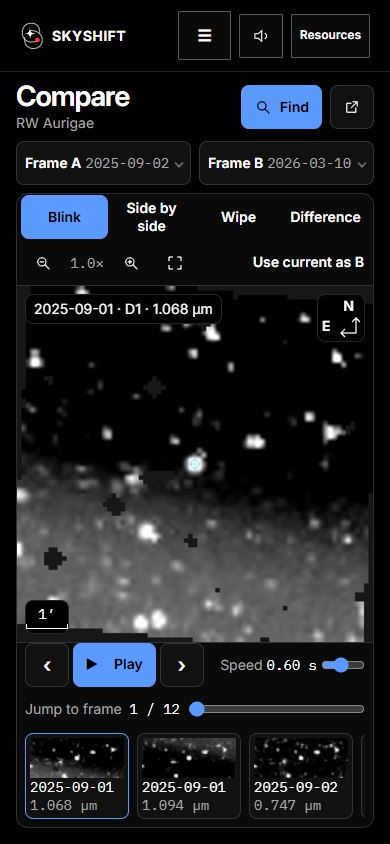 SKYSHIFT
Resources
Compare
RW Aurigae
Find
Frame A 2025-09-02
Frame B 2026-03-10
Blink
Side by
side
Wipe
Difference
1.0×
Use current as B
2025-09-01 · D1 · 1.068 μm
N
E
1′
Play
Speed 0.60 s
Jump to frame 1 / 12
2025-09-01
1.068 μm
2025-09-01
1.094 μm
2025-09-02
0.747 μm